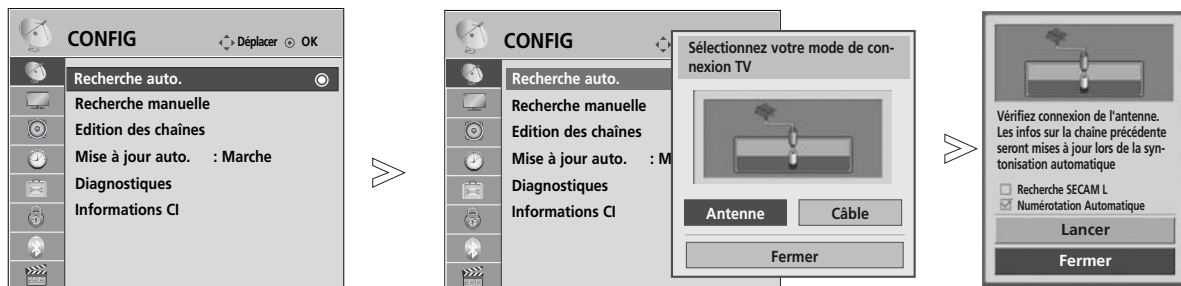 CONFIG
Déplacer OK
Recherche auto.
Recherche manuelle
Edition des chaînes
Mise à jour auto. : Marche
Diagnostiques
Informations CI
CONFIG
Recherche auto.
Recherche manuelle
Edition des chaînes
Mise à jour auto. : M
Diagnostiques
Informations CI
Sélectionnez votre mode de con-
nexion TV
Antenne Câble
Fermer
Vérifiez connexion de l'antenne.
Les infos sur la chaîne précédente
seront mises à jour lors de la syn-
tonisation automatique
Recherche SECAM L
Numérotation Automatique
Lancer
Fermer